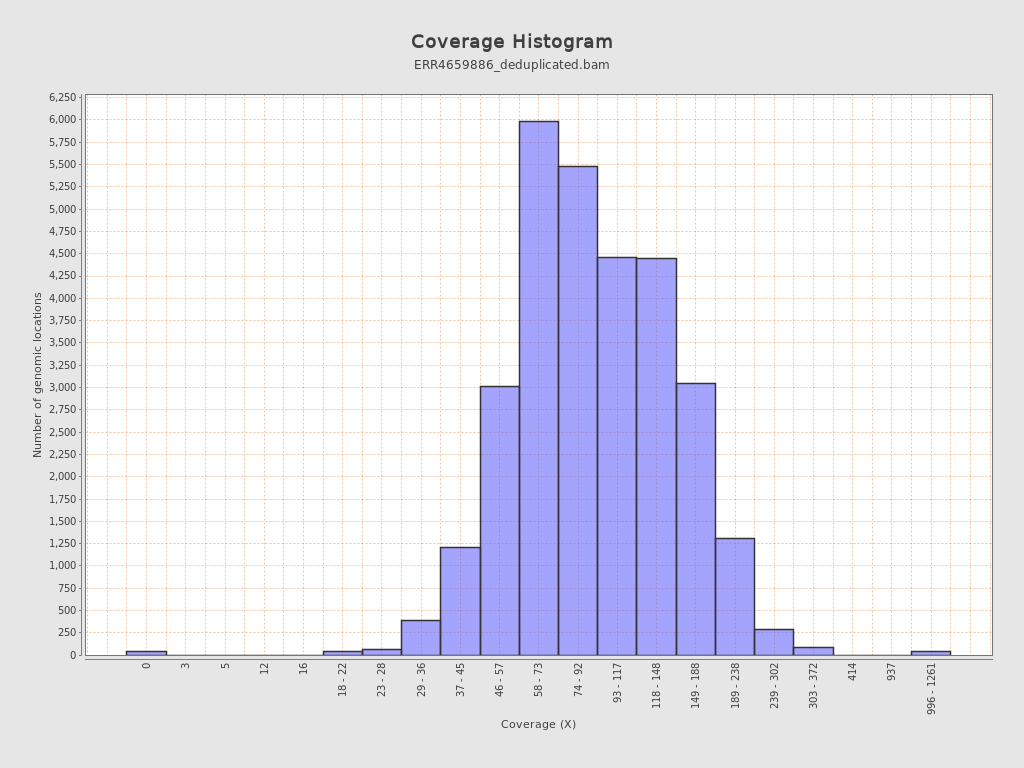 Coverage Histogram
ERR4659886_deduplicated.bam
Number of genomic locations
6,250
6,000
5,750
5,500
5,250
5,000
4,750
4,500
4,250
4,000
3,750
3,500
3,250
3,000
2,750
2,500
2,250
2,000
1,750
1,500
1,250
1,000
750
500
250
0
0
3
5
12
16
18 - 22
23 - 28
29 - 36
37 - 45
46 - 57
58 - 73
74 - 92
93 - 117
118 - 148
149 - 188
189 - 238
239 - 302
303 - 372
414
937
996 - 1261
Coverage (X)